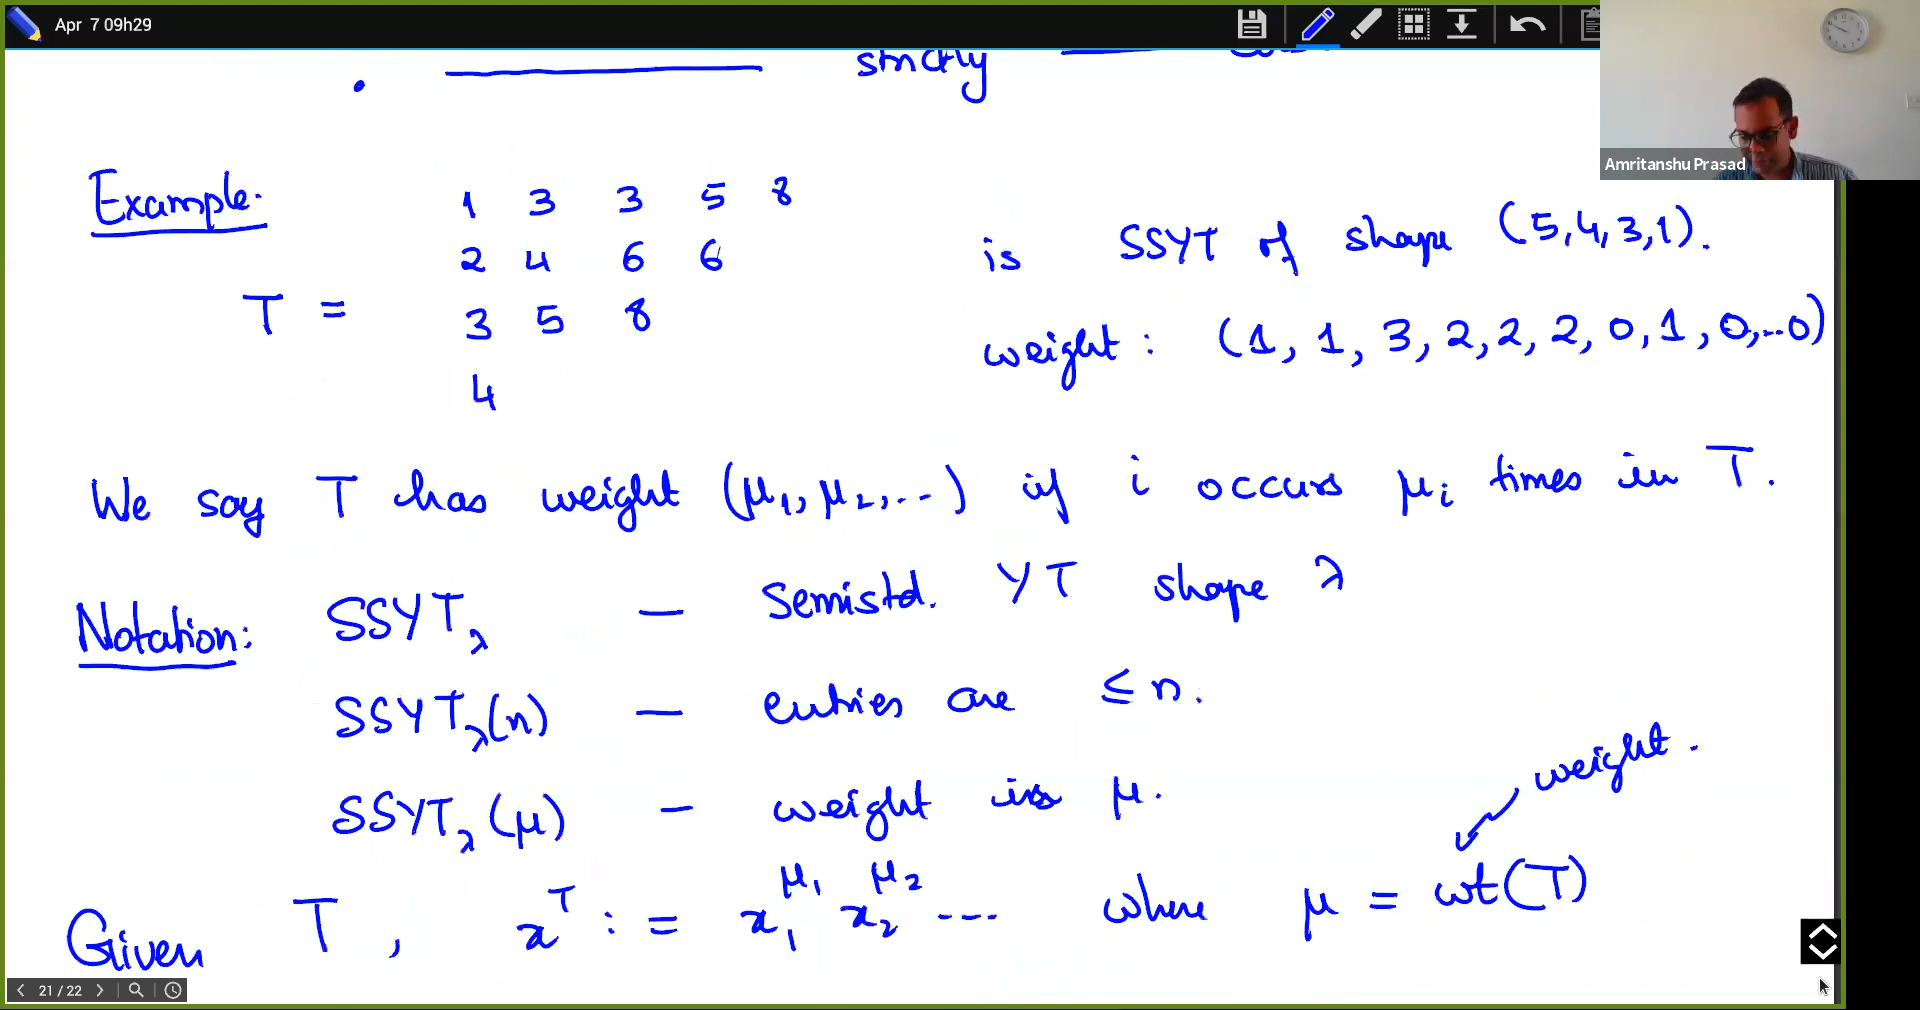 Apr 7 09h29
strictly
Amritanshu Prasad
Example.
T =
1 3 3 5 8
2 4 6 6
3 5 8
4
is SSYT of shape (5,4,3,1).
weight : (1, 1, 3, 2, 2, 2, 0, 1, 0,...0)
We say T has weight (μ₁, μ₂, ...) if i occurs μᵢ times in T.
Notation: SSYT_λ — Semistd. YT shape λ
SSYT_λ(n) — entries are ≤ n.
SSYT_λ(μ) — weight is μ.
weight.
Given T, x^T := x₁^μ₁ x₂^μ₂ --- where μ = wt(T)
21 / 22